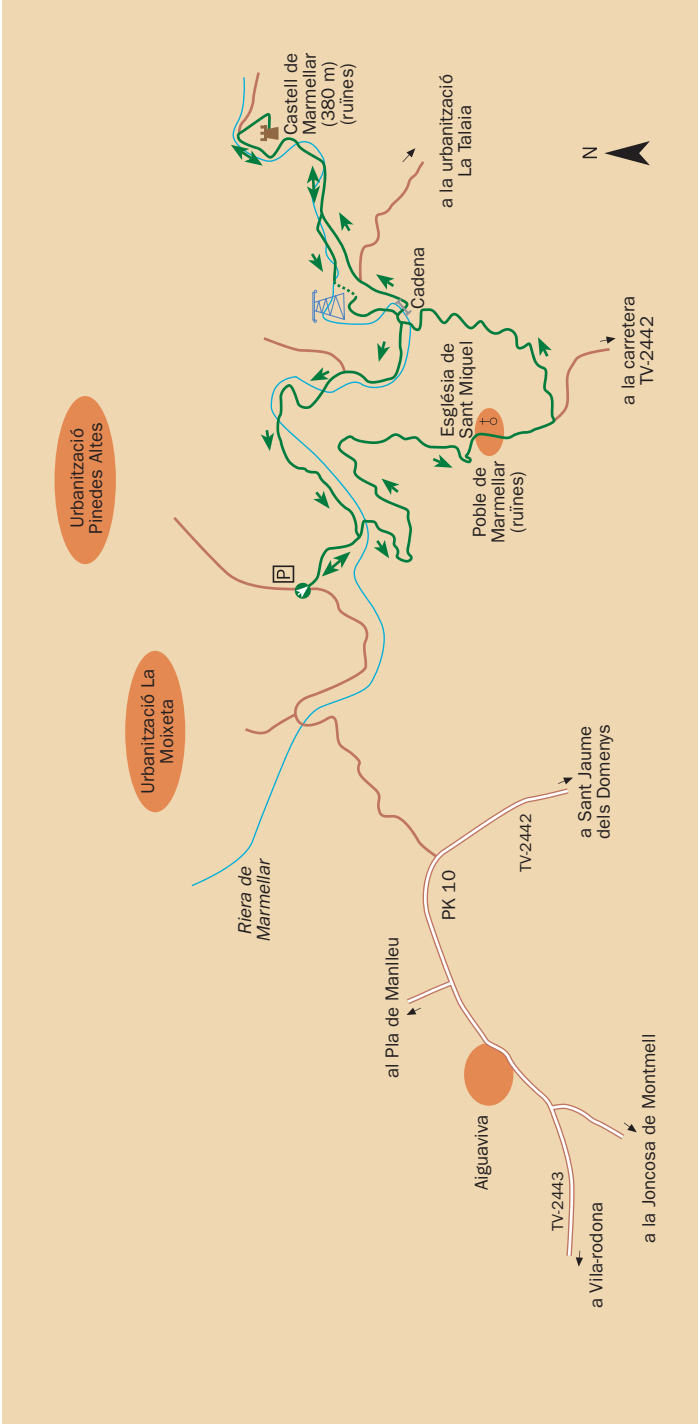 Urbanització
Pinedes Altes
Urbanització La
Moixeta
Riera de
Marmellar
P
Castell de
Marmellar
(380 m)
(ruïnes)
a la urbanització
La Talaia
N
Cadena
Església de
Sant Miquel
Poble de
Marmellar
(ruïnes)
a la carretera
TV-2442
al Pla de Manlleu
PK 10
TV-2442
a Sant Jaume
dels Domenys
Aiguaviva
TV-2443
a Vila-rodona
a la Joncosa de Montmell